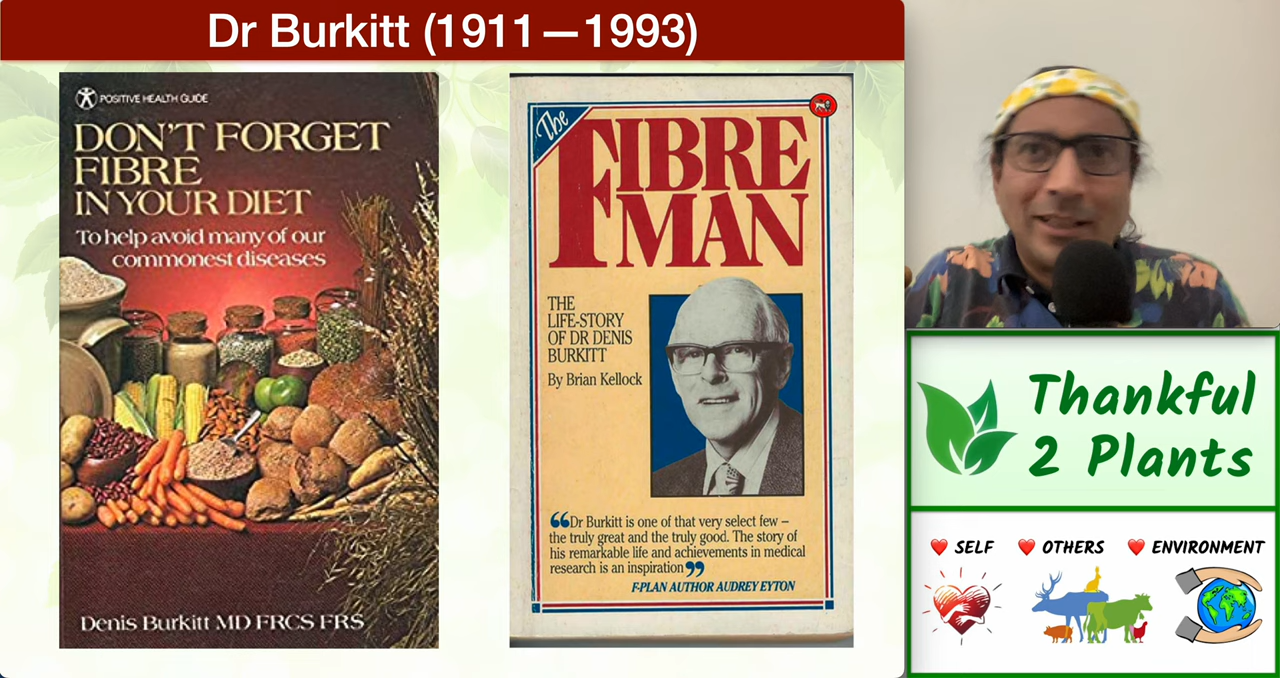 Dr Burkitt (1911—1993)
POSITIVE HEALTH GUIDE
DON'T FORGET
FIBRE
IN YOUR DIET
To help avoid many of our
commonest diseases
Denis Burkitt MD FRCS FRS
The
FIBRE
MAN
THE
LIFE-STORY
OF DR DENIS
BURKITT
By Brian Kellock
“Dr Burkitt is one of that very select few –
the truly great and the truly good. The story of
his remarkable life and achievements in medical
research is an inspiration”
F-PLAN AUTHOR AUDREY EYTON
Thankful
2 Plants
SELF
OTHERS
ENVIRONMENT